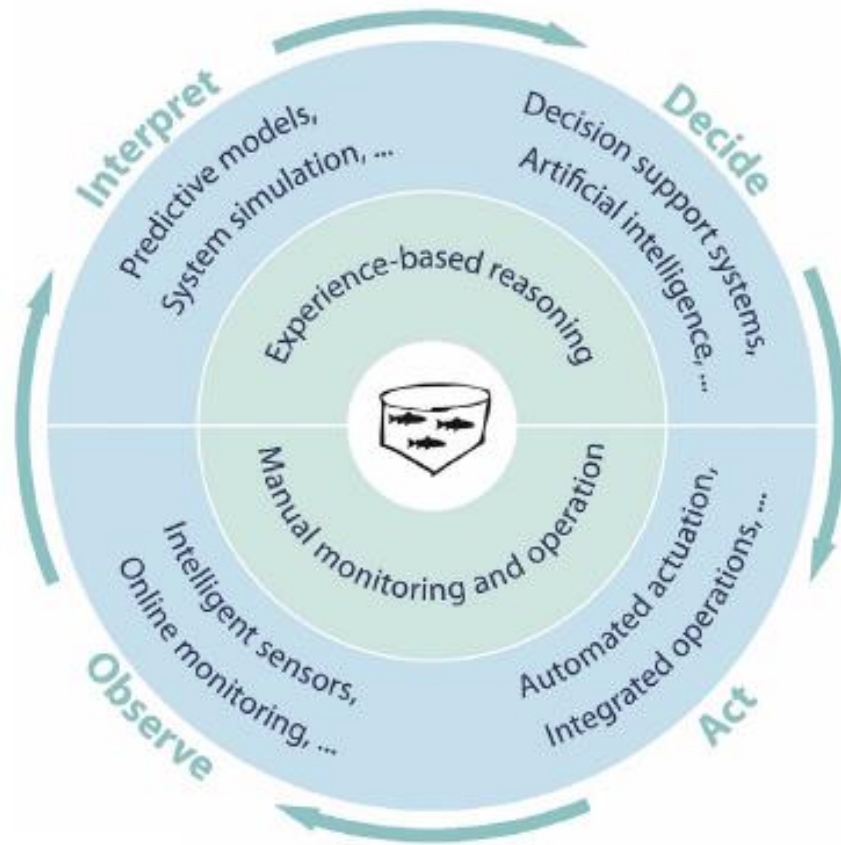 Interpret
Predictive models,
System simulation, ...
Decide
Decision support systems,
Artificial intelligence, ...
Experience-based reasoning
Manual monitoring and operation
Observe
Intelligent sensors,
Online monitoring, ...
Act
Automated actuation,
Integrated operations, ...